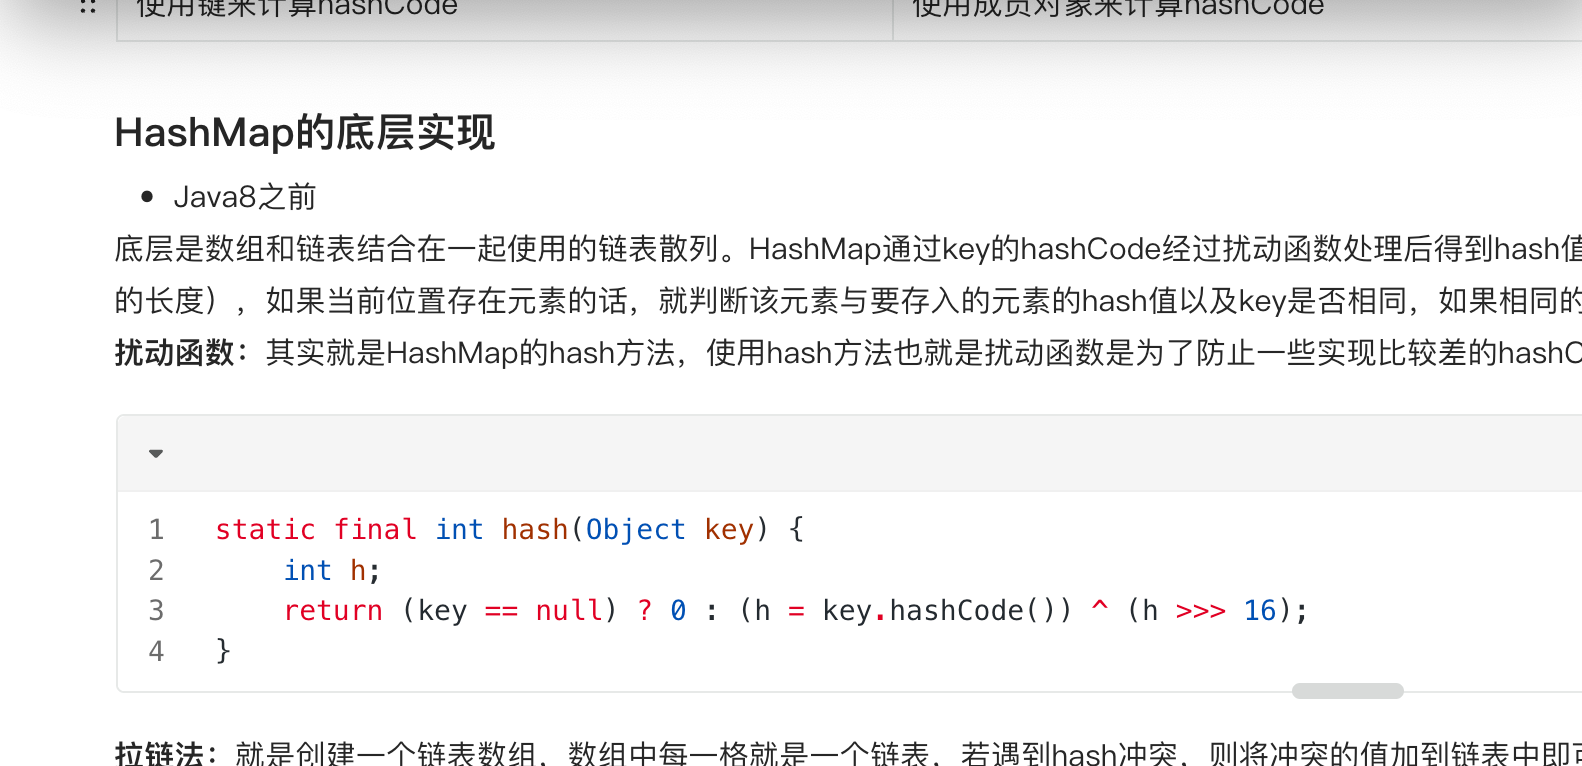 使用键来计算hashCode 使用成员对象来计算hashCode
HashMap的底层实现
• Java8之前
底层是数组和链表结合在一起使用的链表散列。HashMap通过key的hashCode经过扰动函数处理后得到hash值
的长度），如果当前位置存在元素的话，就判断该元素与要存入的元素的hash值以及key是否相同，如果相同的
扰动函数：其实就是HashMap的hash方法，使用hash方法也就是扰动函数是为了防止一些实现比较差的hashC
1 static final int hash(Object key) {
2 int h;
3 return (key == null) ? 0 : (h = key.hashCode()) ^ (h >>> 16);
4 }
拉链法：就是创建一个链表数组，数组中每一格就是一个链表，若遇到hash冲突，则将冲突的值加到链表中即可